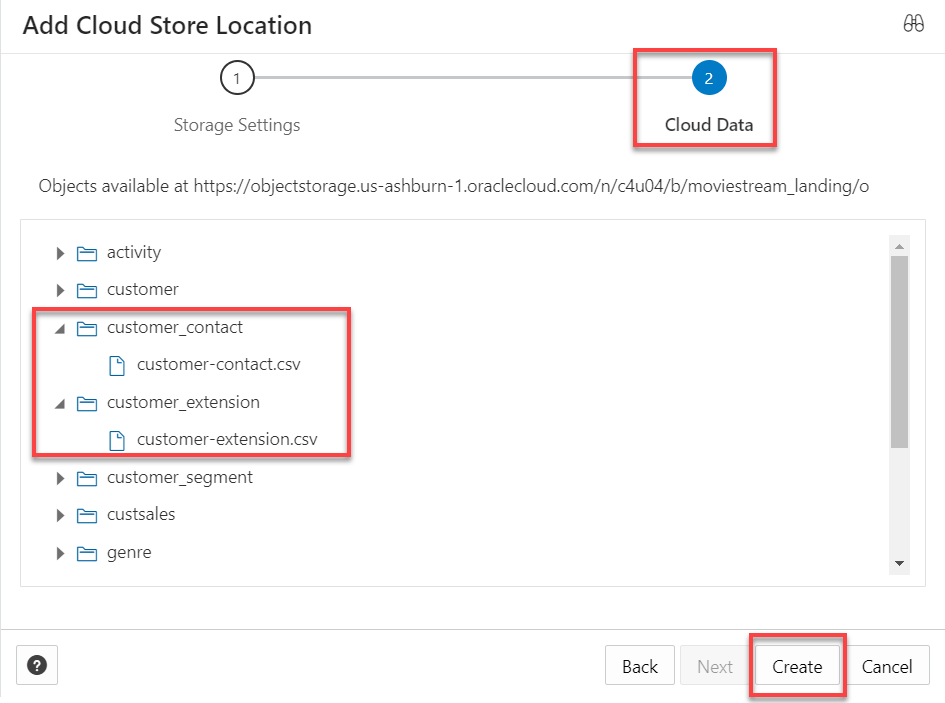 Add Cloud Store Location
1
2
Storage Settings
Cloud Data
Objects available at https://objectstorage.us-ashburn-1.oraclecloud.com/n/c4u04/b/moviestream_landing/o
activity
customer
customer_contact
customer-contact.csv
customer_extension
customer-extension.csv
customer_segment
custsales
genre
?
Back
Next
Create
Cancel